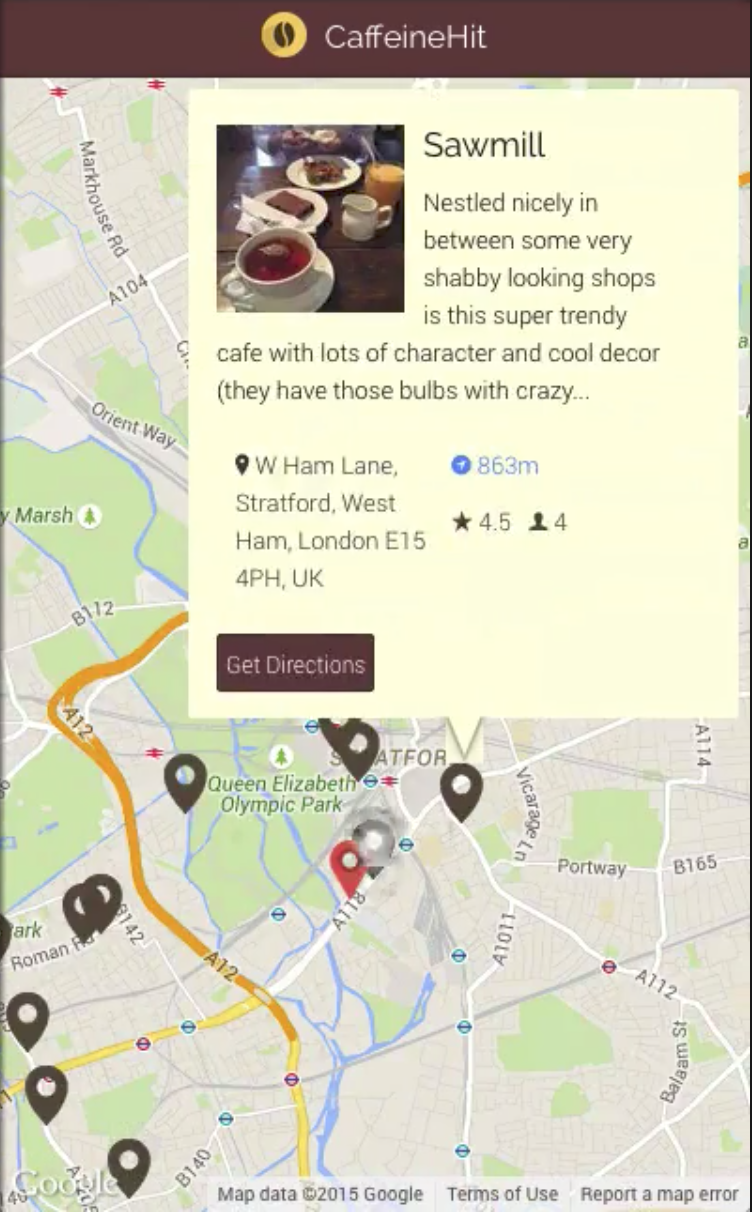 CaffeineHit
Sawmill
Nestled nicely in
between some very
shabby looking shops
is this super trendy
cafe with lots of character and cool decor
(they have those bulbs with crazy...
W Ham Lane,
Stratford, West
Ham, London E15
4PH, UK
863m
4.5
4
Get Directions
Markhouse Rd
A104
Orient Way
y Marsh
B112
A12
Queen Elizabeth
Olympic Park
A114
Vicarage Ln
Portway
B165
A118
A1011
B142
Roman Rd
A12
A112
Balaam St
B140
Google
Map data ©2015 Google
Terms of Use
Report a map error